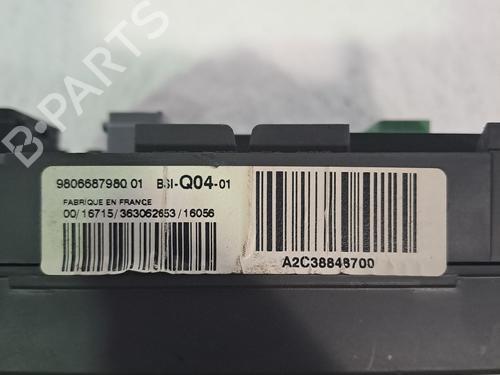 B-PARTS
9806687980 01 BSI-Q04-01
FABRIQUE EN FRANCE
00/16715/363062653/16056
A2C38848700